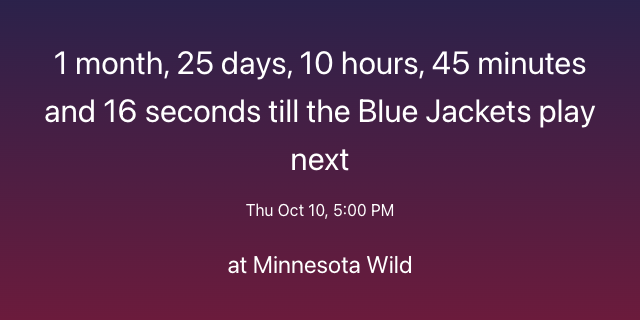 1 month, 25 days, 10 hours, 45 minutes
and 16 seconds till the Blue Jackets play
next
Thu Oct 10, 5:00 PM
at Minnesota Wild